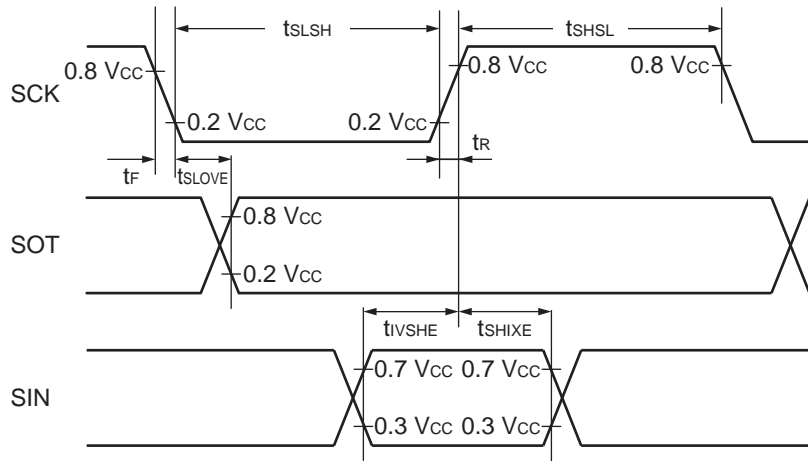 tSLSH tSHSL
0.8 VCC 0.8 VCC 0.8 VCC
SCK
0.2 VCC 0.2 VCC
tF tSLOVE tR
0.8 VCC
SOT
0.2 VCC
tIVSHE tSHIXE
0.7 VCC 0.7 VCC
SIN
0.3 VCC 0.3 VCC